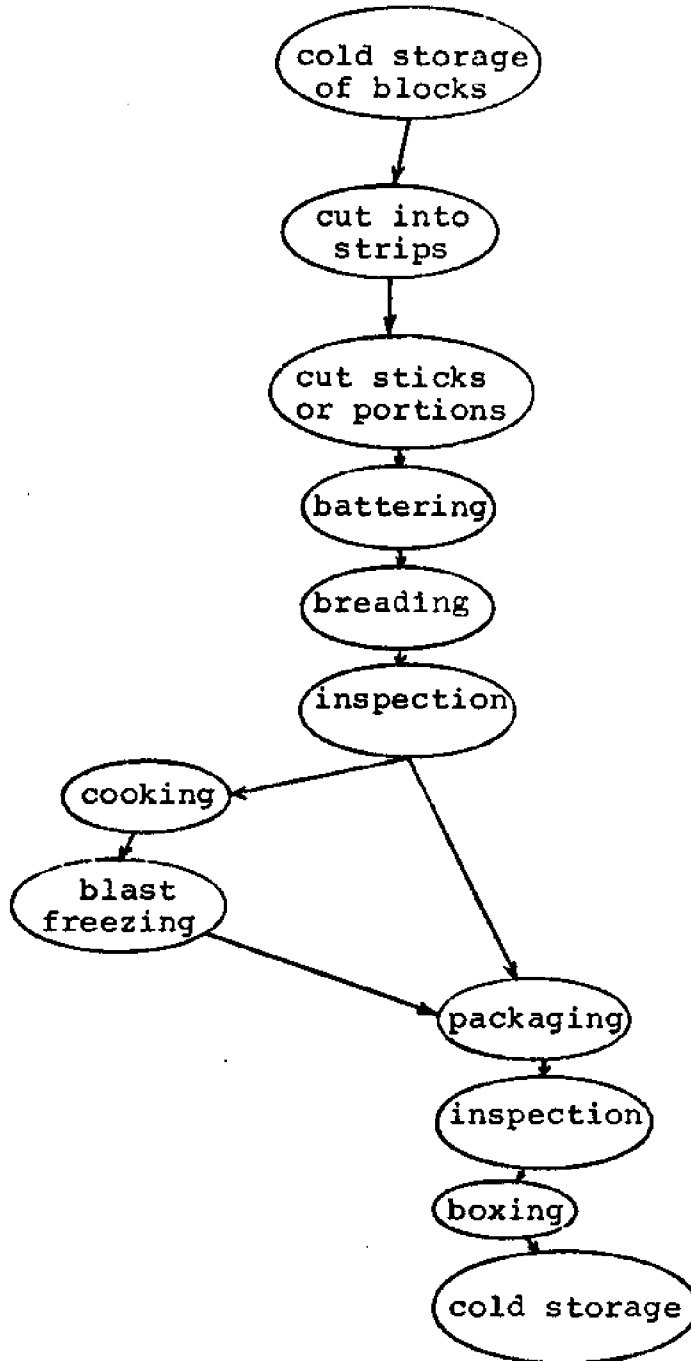 cold storage
of blocks
cut into
strips
cut sticks
or portions
battering
breading
inspection
cooking
blast
freezing
packaging
inspection
boxing
cold storage